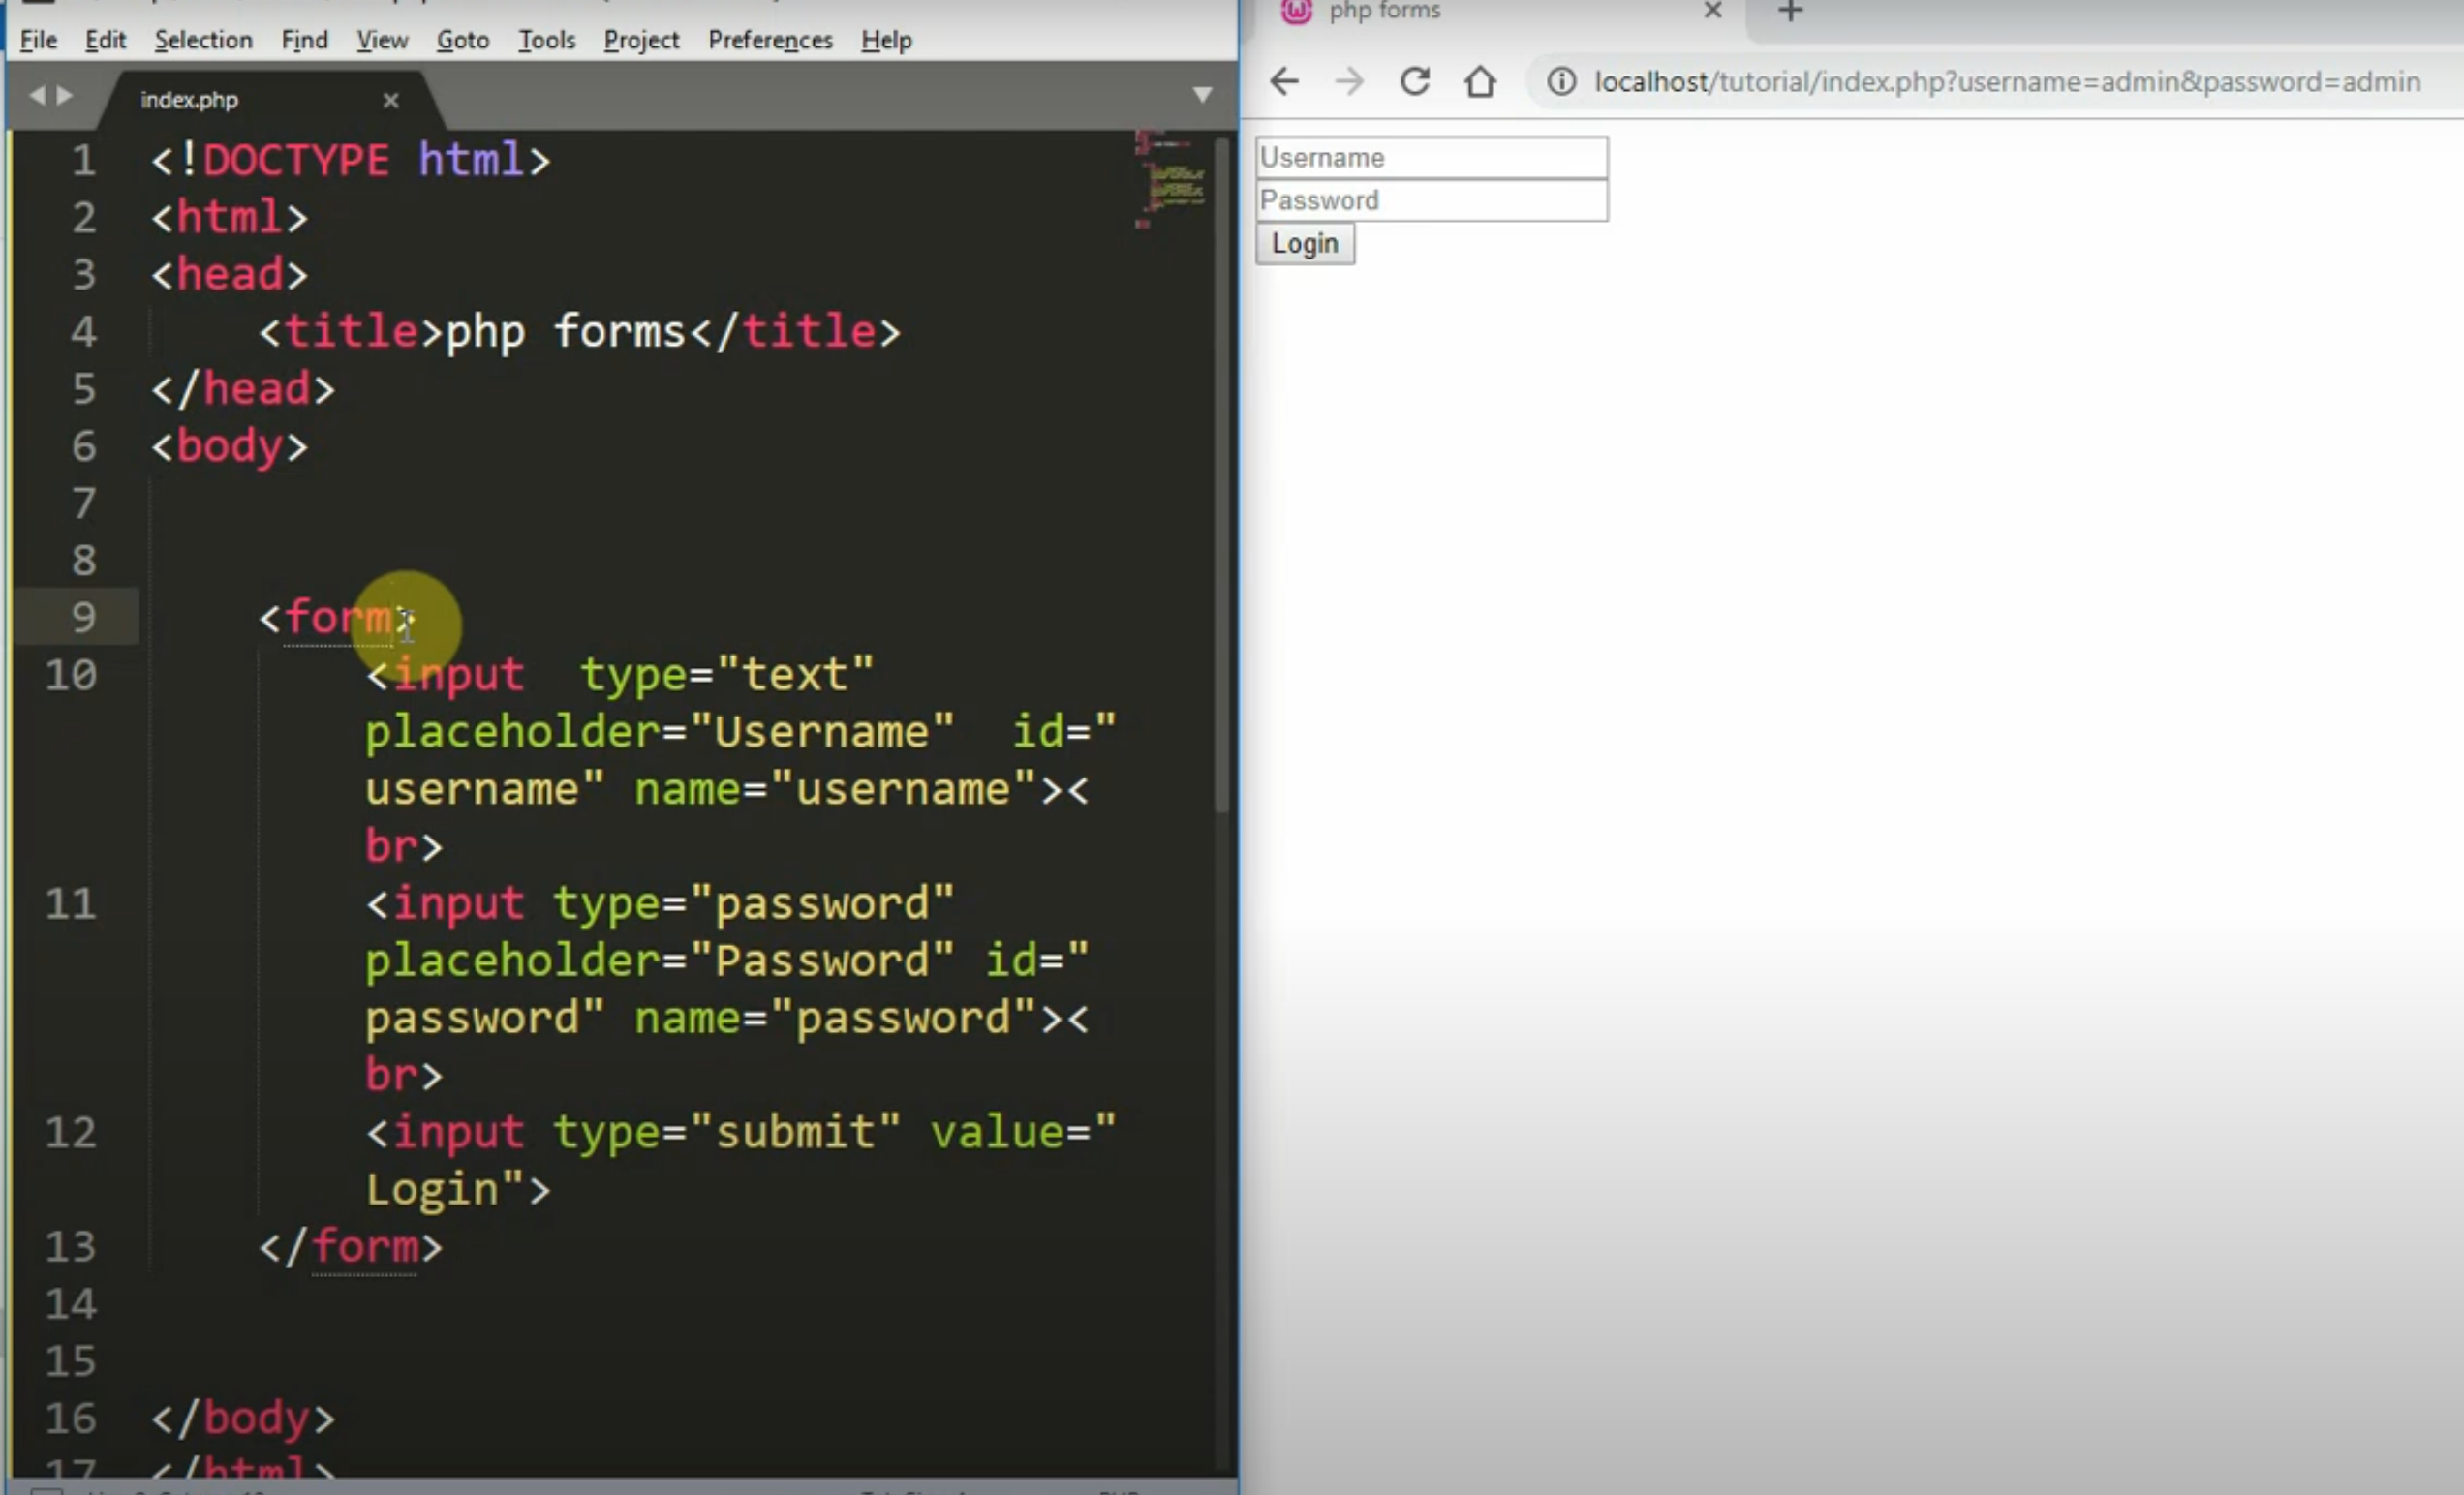 File Edit Selection Find View Goto Tools Project Preferences Help
index.php
1 <!DOCTYPE html>
2 <html>
3 <head>
4 <title>php forms</title>
5 </head>
6 <body>
7
8
9 <form>
10 <input  type="text"
placeholder="Username"  id="
username" name="username"><
br>
11 <input type="password"
placeholder="Password" id="
password" name="password"><
br>
12 <input type="submit" value="
Login">
13 </form>
14
15
16 </body>
17 </html>
php forms
localhost/tutorial/index.php?username=admin&password=admin
Username
Password
Login